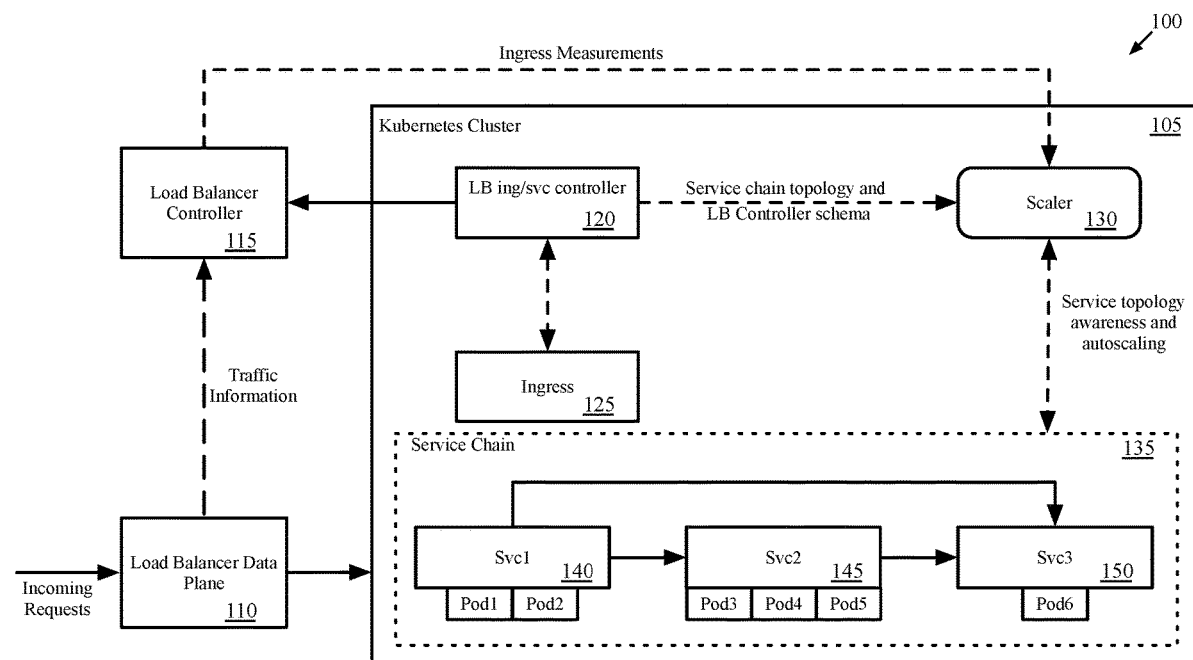 100
Ingress Measurements
Kubernetes Cluster
105
Load Balancer
Controller
115
LB ing/svc controller
120
Service chain topology and
LB Controller schema
Scaler
130
Service topology
awareness and
autoscaling
Ingress
125
Traffic
Information
Service Chain
135
Incoming
Requests
Load Balancer Data
Plane
110
Svc1
140
Pod1
Pod2
Svc2
145
Pod3
Pod4
Pod5
Svc3
150
Pod6